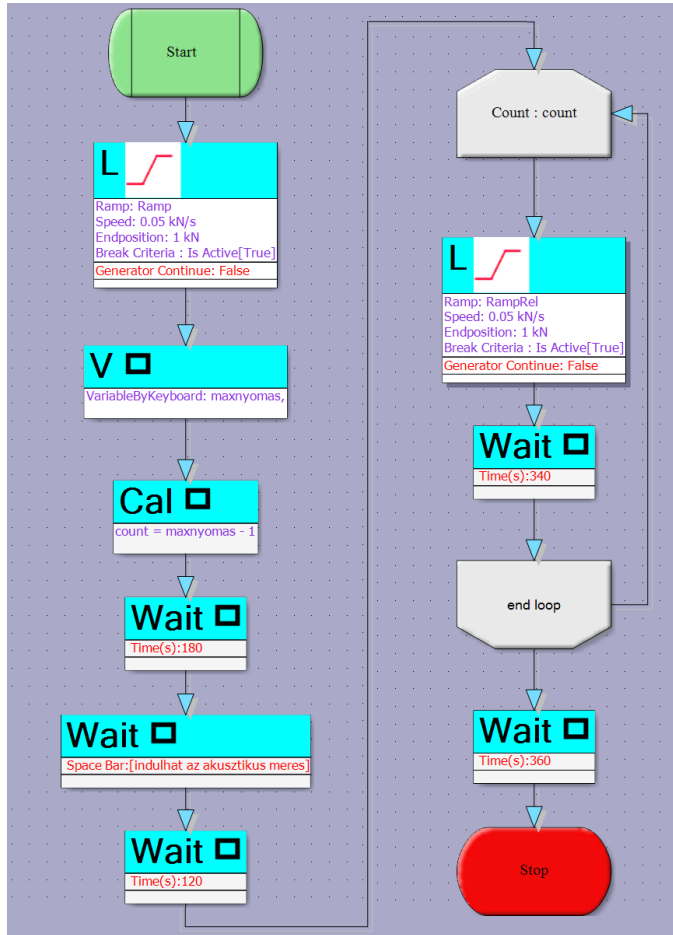 Start
L
Ramp: Ramp
Speed: 0.05 kN/s
Endposition: 1 kN
Break Criteria : Is Active[True]
Generator Continue: False
V
VariableByKeyboard: maxnyomas,
Cal
count = maxnyomas - 1
Wait
Time(s):180
Wait
Space Bar:[indulhat az akusztikus meres]
Wait
Time(s):120
Count : count
L
Ramp: RampRel
Speed: 0.05 kN/s
Endposition: 1 kN
Break Criteria : Is Active[True]
Generator Continue: False
Wait
Time(s):340
end loop
Wait
Time(s):360
Stop